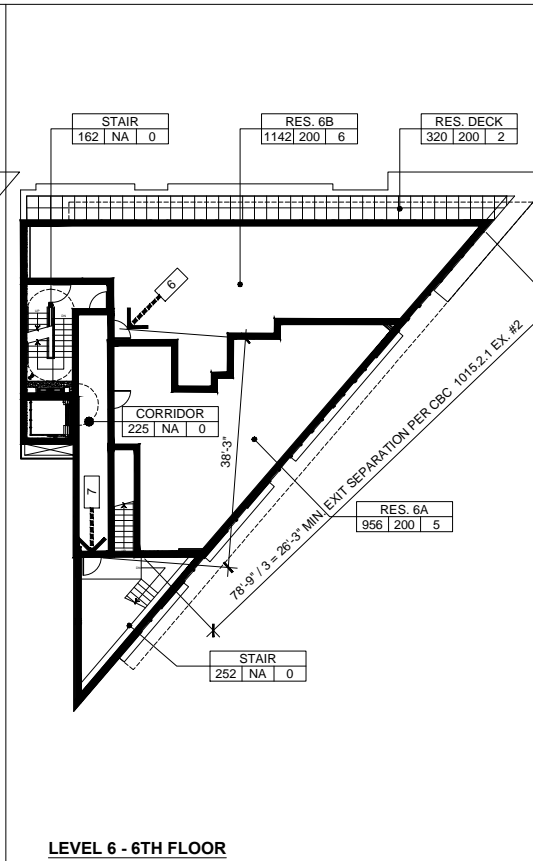 STAIR
162 NA 0
RES. 6B
1142 200 6
RES. DECK
320 200 2
6
CORRIDOR
225 NA 0
38'-3"
7
78'-9" / 3 = 26'-3" MIN. EXIT SEPARATION PER CBC 1015.2.1 EX. #2
RES. 6A
956 200 5
STAIR
252 NA 0
LEVEL 6 - 6TH FLOOR